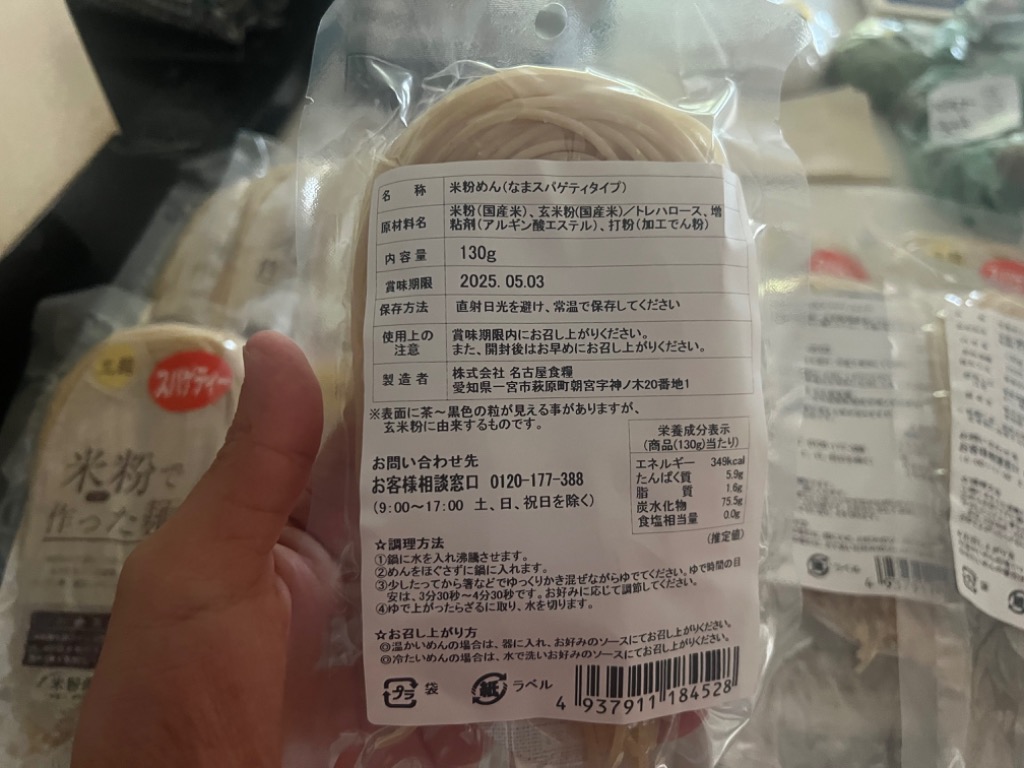 名称 米粉めん(なまスパゲティタイプ)
原材料名 米粉(国産米)、玄米粉(国産米)/トレハロース、増
粘剤(アルギン酸エステル)、打粉(加工でん粉)
内容量 130g
賞味期限 2025.05.03
保存方法 直射日光を避け、常温で保存してください
使用上の注意 賞味期限内にお召し上がりください。
また、開封後はお早めにお召し上がりください。
製造者 株式会社 名古屋食糧
愛知県一宮市萩原町朝宮字神ノ木20番地1
※表面に茶~黒色の粒が見える事がありますが、
玄米粉に由来するものです。
お問い合わせ先
お客様相談窓口 0120-177-388
(9:00~17:00 土、日、祝日を除く)
栄養成分表示
(商品(130g)当たり)
エネルギー 349kcal
たんぱく質 5.9g
脂質 1.6g
炭水化物 75.5g
食塩相当量 0.0g
(推定値)
☆調理方法
①鍋に水を入れ沸騰させます。
②めんをほぐさずに鍋に入れます。
③少したってから箸などでゆっくりかき混ぜながらゆでてください。ゆで時間の目
安は、3分30秒~4分30秒です。お好みに応じて調節してください。
④ゆで上がったらざるに取り、水を切ります。
☆お召し上がり方
◎温かいめんの場合は、器に入れ、お好みのソースにてお召し上がりください。
◎冷たいめんの場合は、水で洗いお好みのソースにてお召し上がりください。
プラ 袋
紙 ラベル
4 937911 184528
スパゲティー
米粉で
作った麺
ラベル
袋